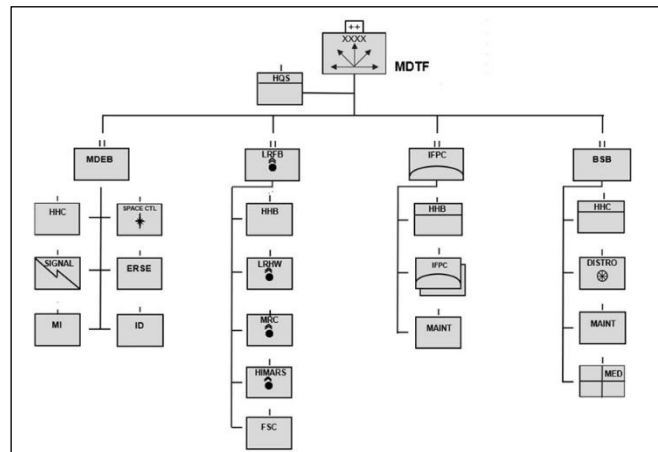 ++
XXXX
MDTF
I
HQS
II
MDEB
II
LRFB
II
IFPC
II
BSB
I
HHC
I
SPACE CTL
I
SIGNAL
I
ERSE
I
MI
I
ID
I
HHB
I
LRHW
I
MRC
I
HIMARS
I
FSC
I
HHB
I
IFPC
I
MAINT
I
HHC
I
DISTRO
I
MAINT
I
MED